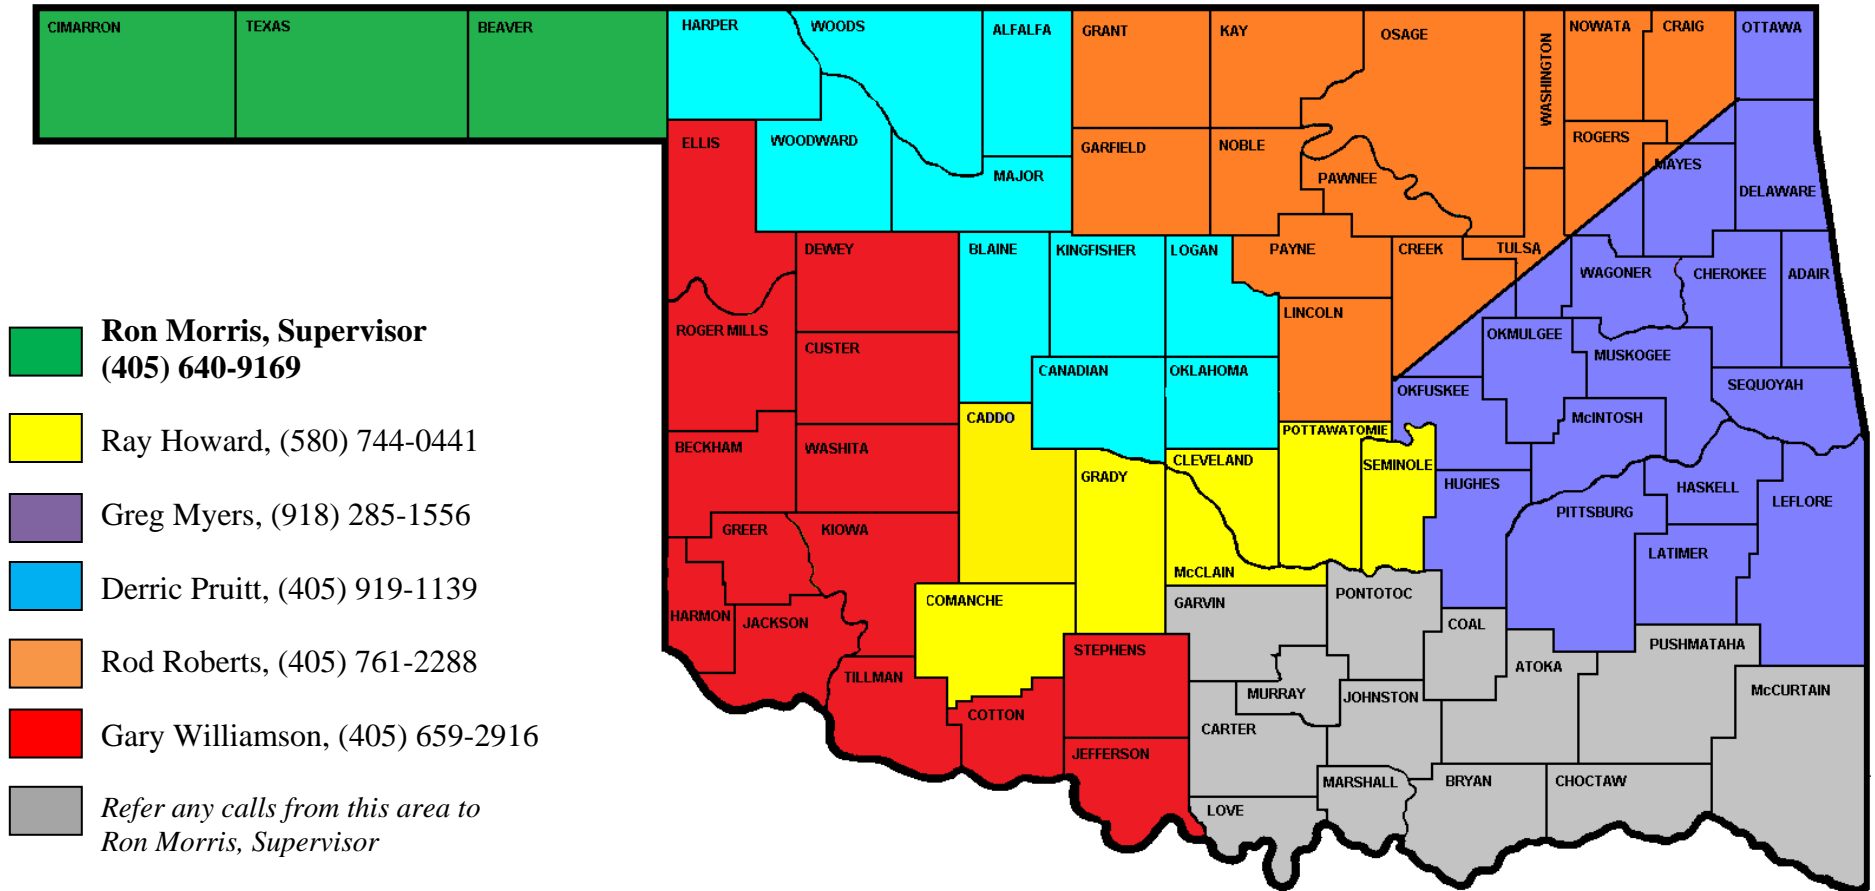 CIMARRON
TEXAS
BEAVER
HARPER
WOODS
ALFALFA
GRANT
KAY
OSAGE
WASHINGTON
NOWATA
CRAIG
OTTAWA
ELLIS
WOODWARD
MAJOR
GARFIELD
NOBLE
PAWNEE
ROGERS
MAYES
DELAWARE
DEWEY
BLAINE
KINGFISHER
LOGAN
PAYNE
CREEK
TULSA
WAGONER
CHEROKEE
ADAIR
ROGER MILLS
CUSTER
CANADIAN
OKLAHOMA
LINCOLN
OKMULGEE
MUSKOGEE
OKFUSKEE
SEQUOYAH
BECKHAM
WASHITA
CADDO
GRADY
CLEVELAND
POTTAWATOMIE
SEMINOLE
McINTOSH
HUGHES
PITTSBURG
HASKELL
LEFLORE
GREER
KIOWA
McCLAIN
LATIMER
HARMON
JACKSON
COMANCHE
GARVIN
PONTOTOC
COAL
PUSHMATAHA
TILLMAN
STEPHENS
COTTON
MURRAY
JOHNSTON
ATOKA
McCURTAIN
JEFFERSON
CARTER
LOVE
MARSHALL
BRYAN
CHOCTAW
Ron Morris, Supervisor
(405) 640-9169
Ray Howard, (580) 744-0441
Greg Myers, (918) 285-1556
Derric Pruitt, (405) 919-1139
Rod Roberts, (405) 761-2288
Gary Williamson, (405) 659-2916
Refer any calls from this area to
Ron Morris, Supervisor